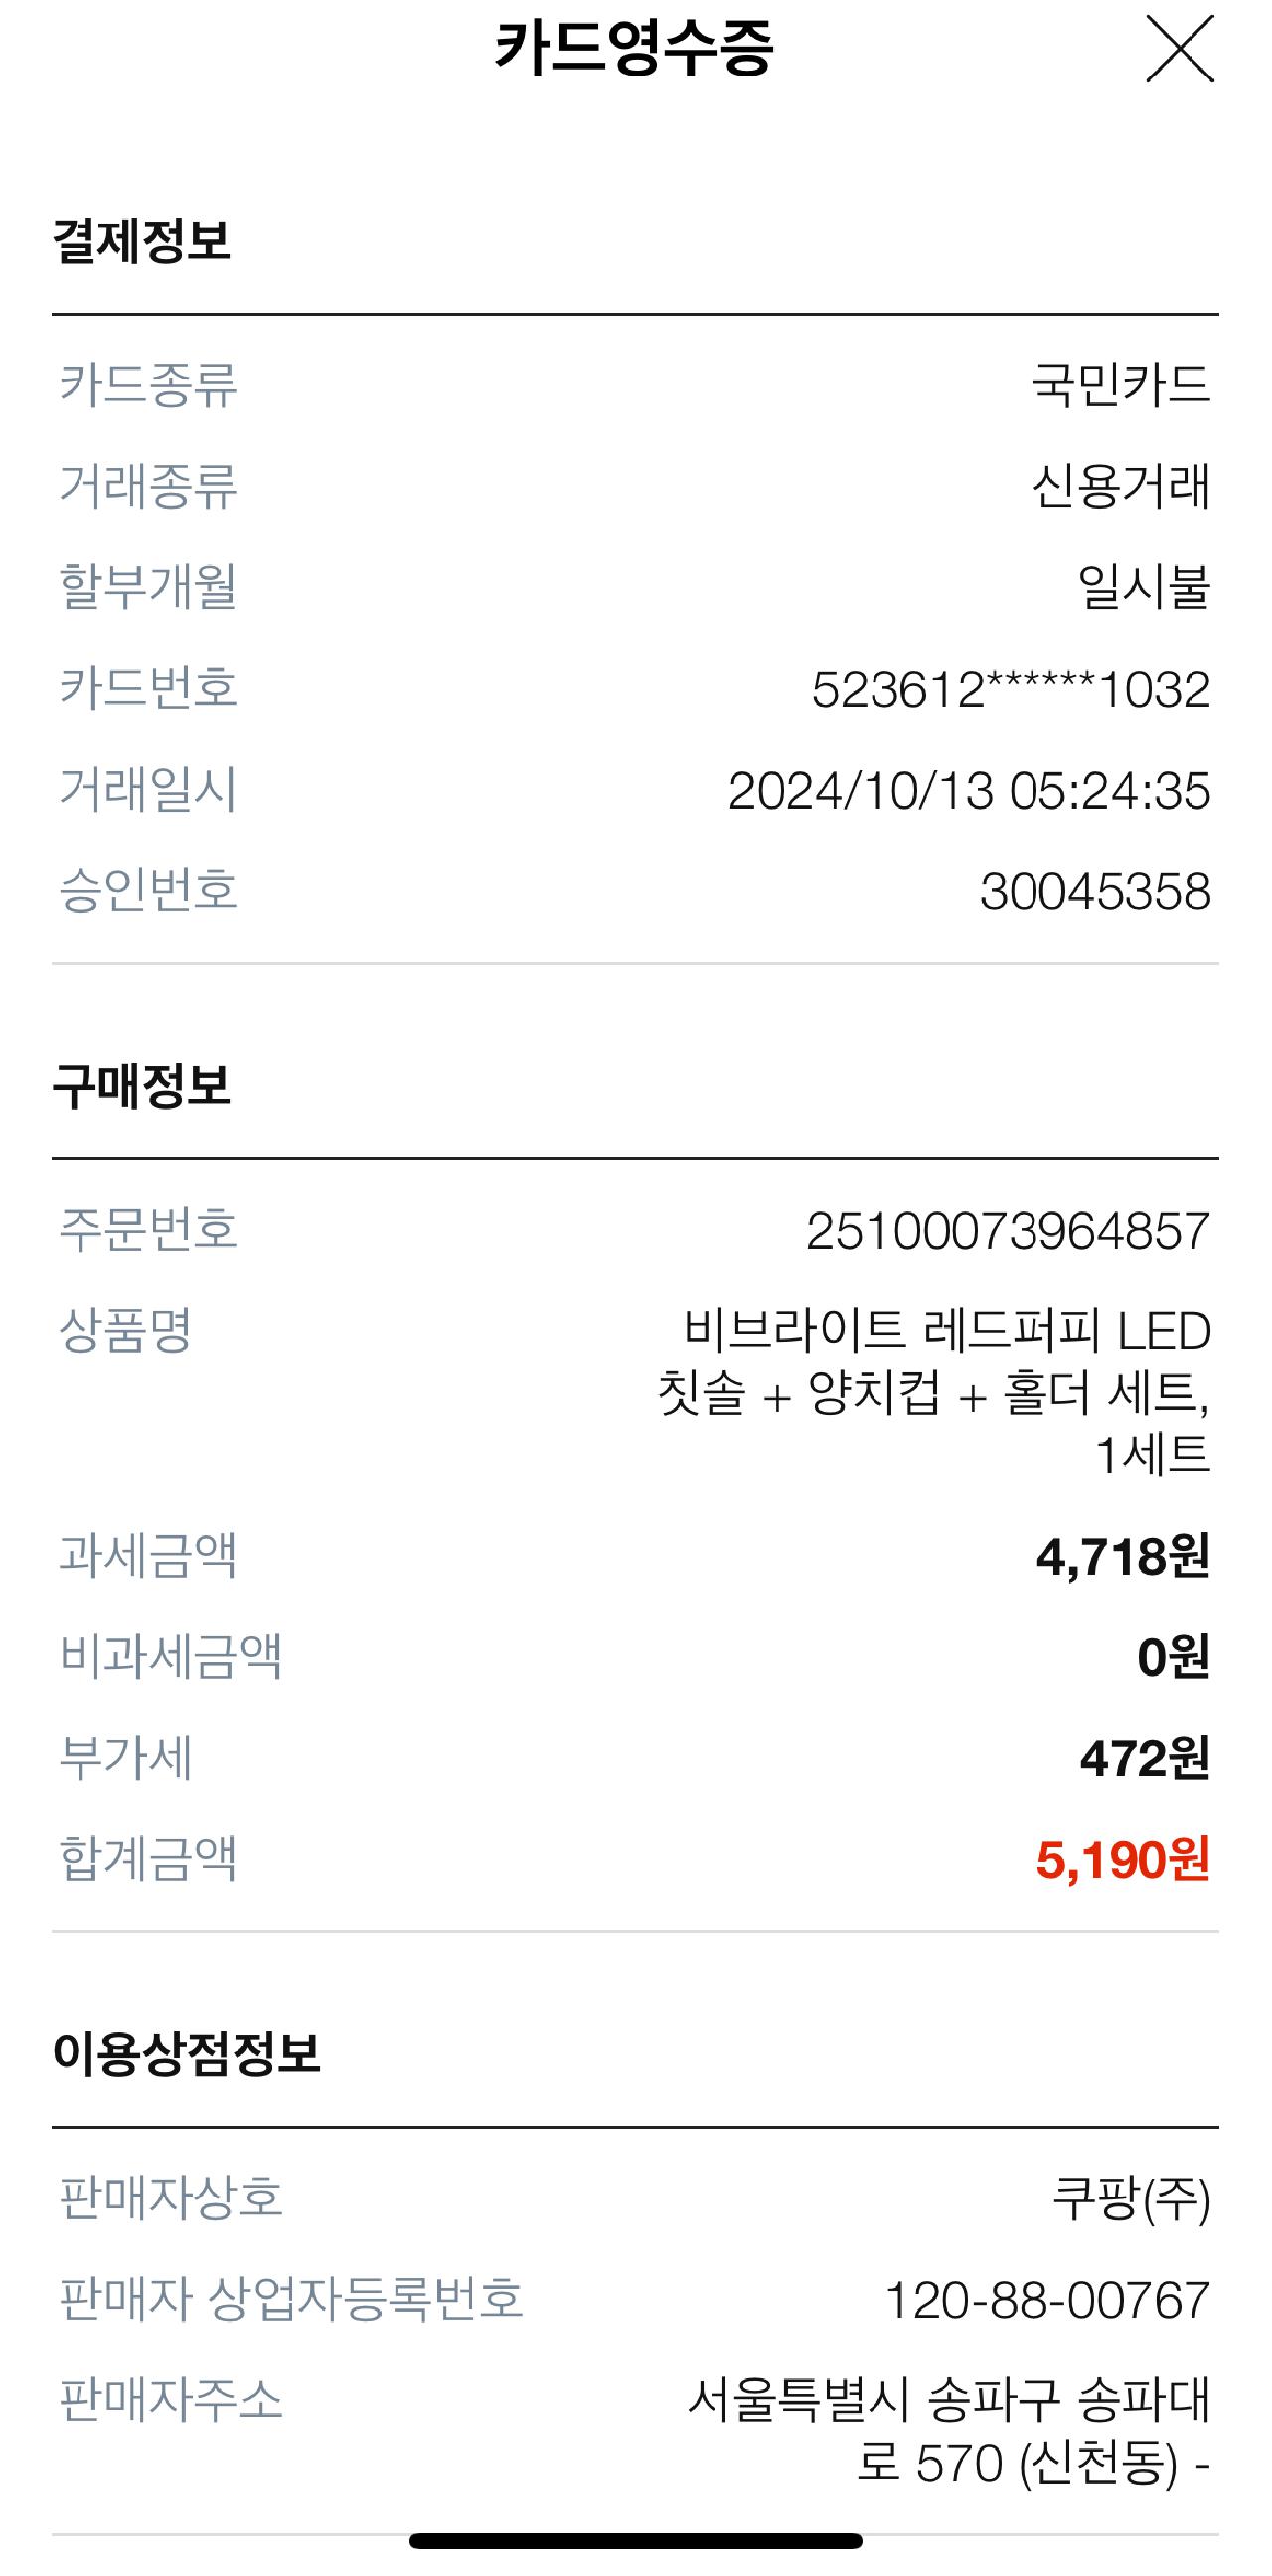 카드영수증
결제정보
카드종류 국민카드
거래종류 신용거래
할부개월 일시불
카드번호 523612******1032
거래일시 2024/10/13 05:24:35
승인번호 30045358
구매정보
주문번호 25100073964857
상품명 비브라이트 레드퍼피 LED
칫솔 + 양치컵 + 홀더 세트,
1세트
과세금액 4,718원
비과세금액 0원
부가세 472원
합계금액 5,190원
이용상점정보
판매자상호 쿠팡(주)
판매자 상업자등록번호 120-88-00767
판매자주소 서울특별시 송파구 송파대
로 570 (신천동) -